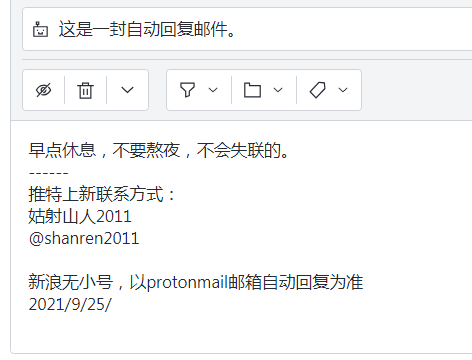 这是一封自动回复邮件。
早点休息，不要熬夜，不会失联的。
------
推特上新联系方式：
姑射山人2011
@shanren2011
新浪无小号，以protonmail邮箱自动回复为准
2021/9/25/